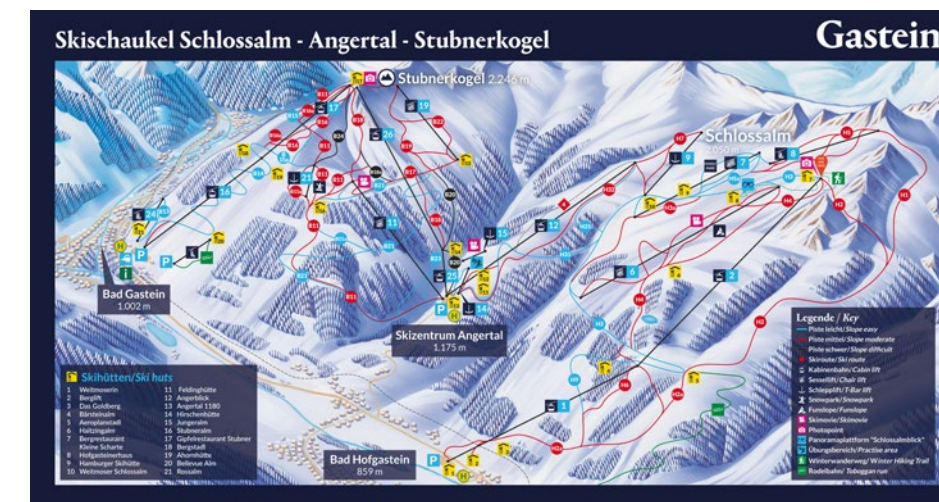 Skischaukel Schlossalm - Angertal - Stubnerkogel
Gastein
Stubnerkogel 2.246 m
Schlossalm
2.050 m
Bad Gastein
1.002 m
Skizentrum Angertal
1.175 m
Bad Hofgastein
859 m
Skihütten/Ski huts
1 Weitmoserin
2 Berglift
3 Das Goldberg
4 Bärsteinalm
5 Aeroplanstadl
6 Haitzingalm
7 Bergrestaurant
Kleine Scharte
8 Hofgasteinerhaus
9 Hamburger Skihütte
10 Weitmoser Schlossalm
11 Feldinghütte
12 Angerblick
13 Angertal 1180
14 Hirschenhütte
15 Jungeralm
16 Stubneralm
17 Gipfelrestaurant Stubner
18 Bergstadl
19 Ahornhütte
20 Bellevue Alm
21 Rossalm
Legende / Key
Piste leicht/Slope easy
Piste mittel/Slope moderate
Piste schwer/Slope difficult
Skiroute/Ski route
Kabinenbahn/Cabin lift
Sessellift/Chair lift
Schlepplift/T-Bar lift
Snowpark/Snowpark
Funslope/Funslope
Skimovie/Skimovie
Photopoint
Panoramaplattform "Schlossalmblick"
Übungsbereich/Practise area
Winterwanderweg/ Winter Hiking Trail
Rodelbahn/ Toboggan run